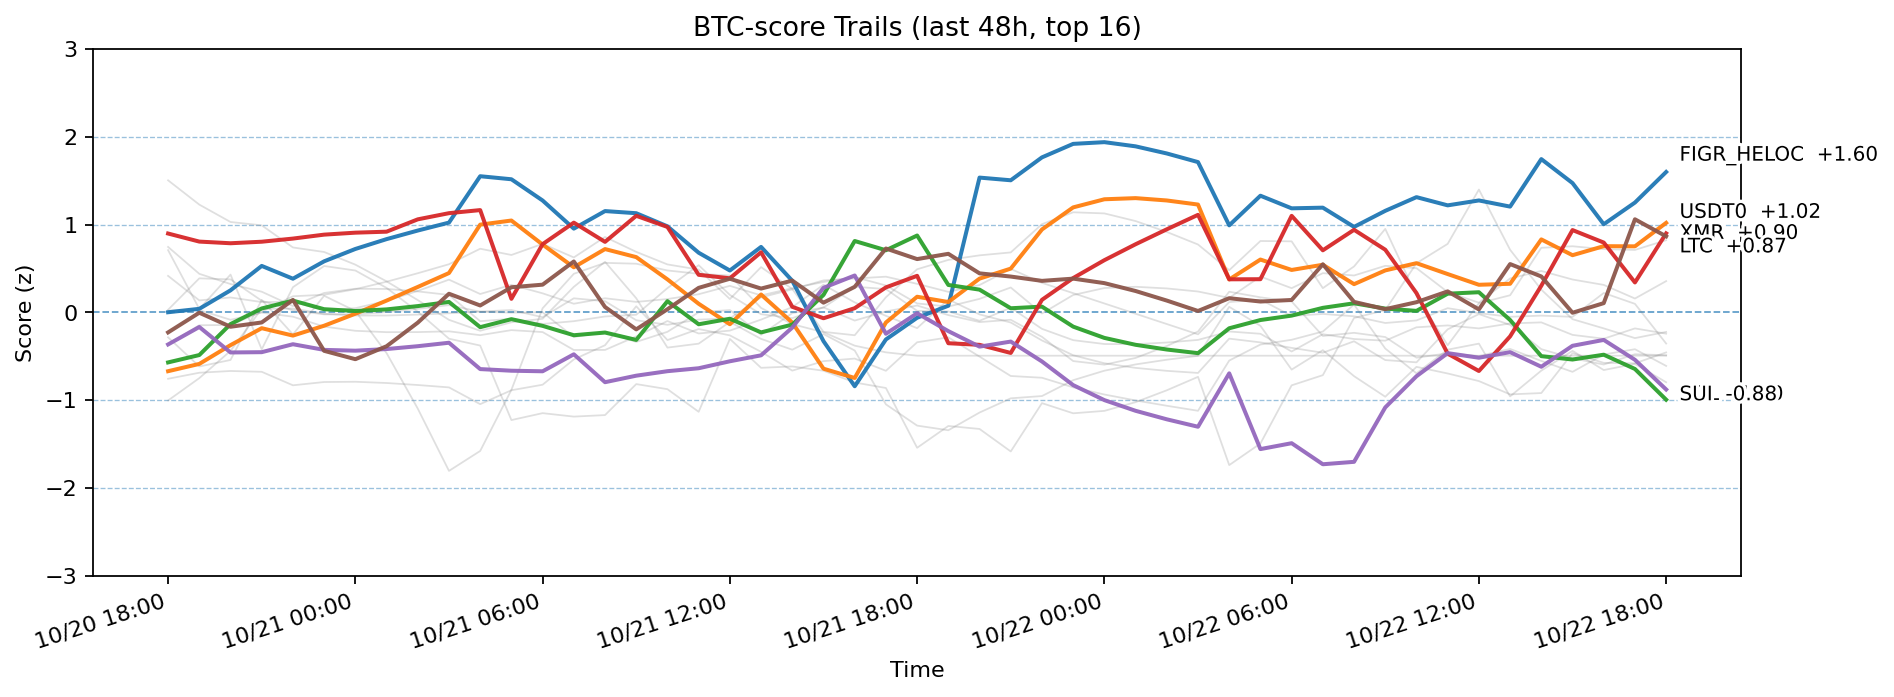 BTC-score Trails (last 48h, top 16)
3
2
1
0
−1
−2
−3
Score (z)
FIGR_HELOC +1.60
USDT0 +1.02
XMR +0.90
LTC +0.87
SUI -0.88
10/20 18:00
10/21 00:00
10/21 06:00
10/21 12:00
10/21 18:00
10/22 00:00
10/22 06:00
10/22 12:00
10/22 18:00
Time